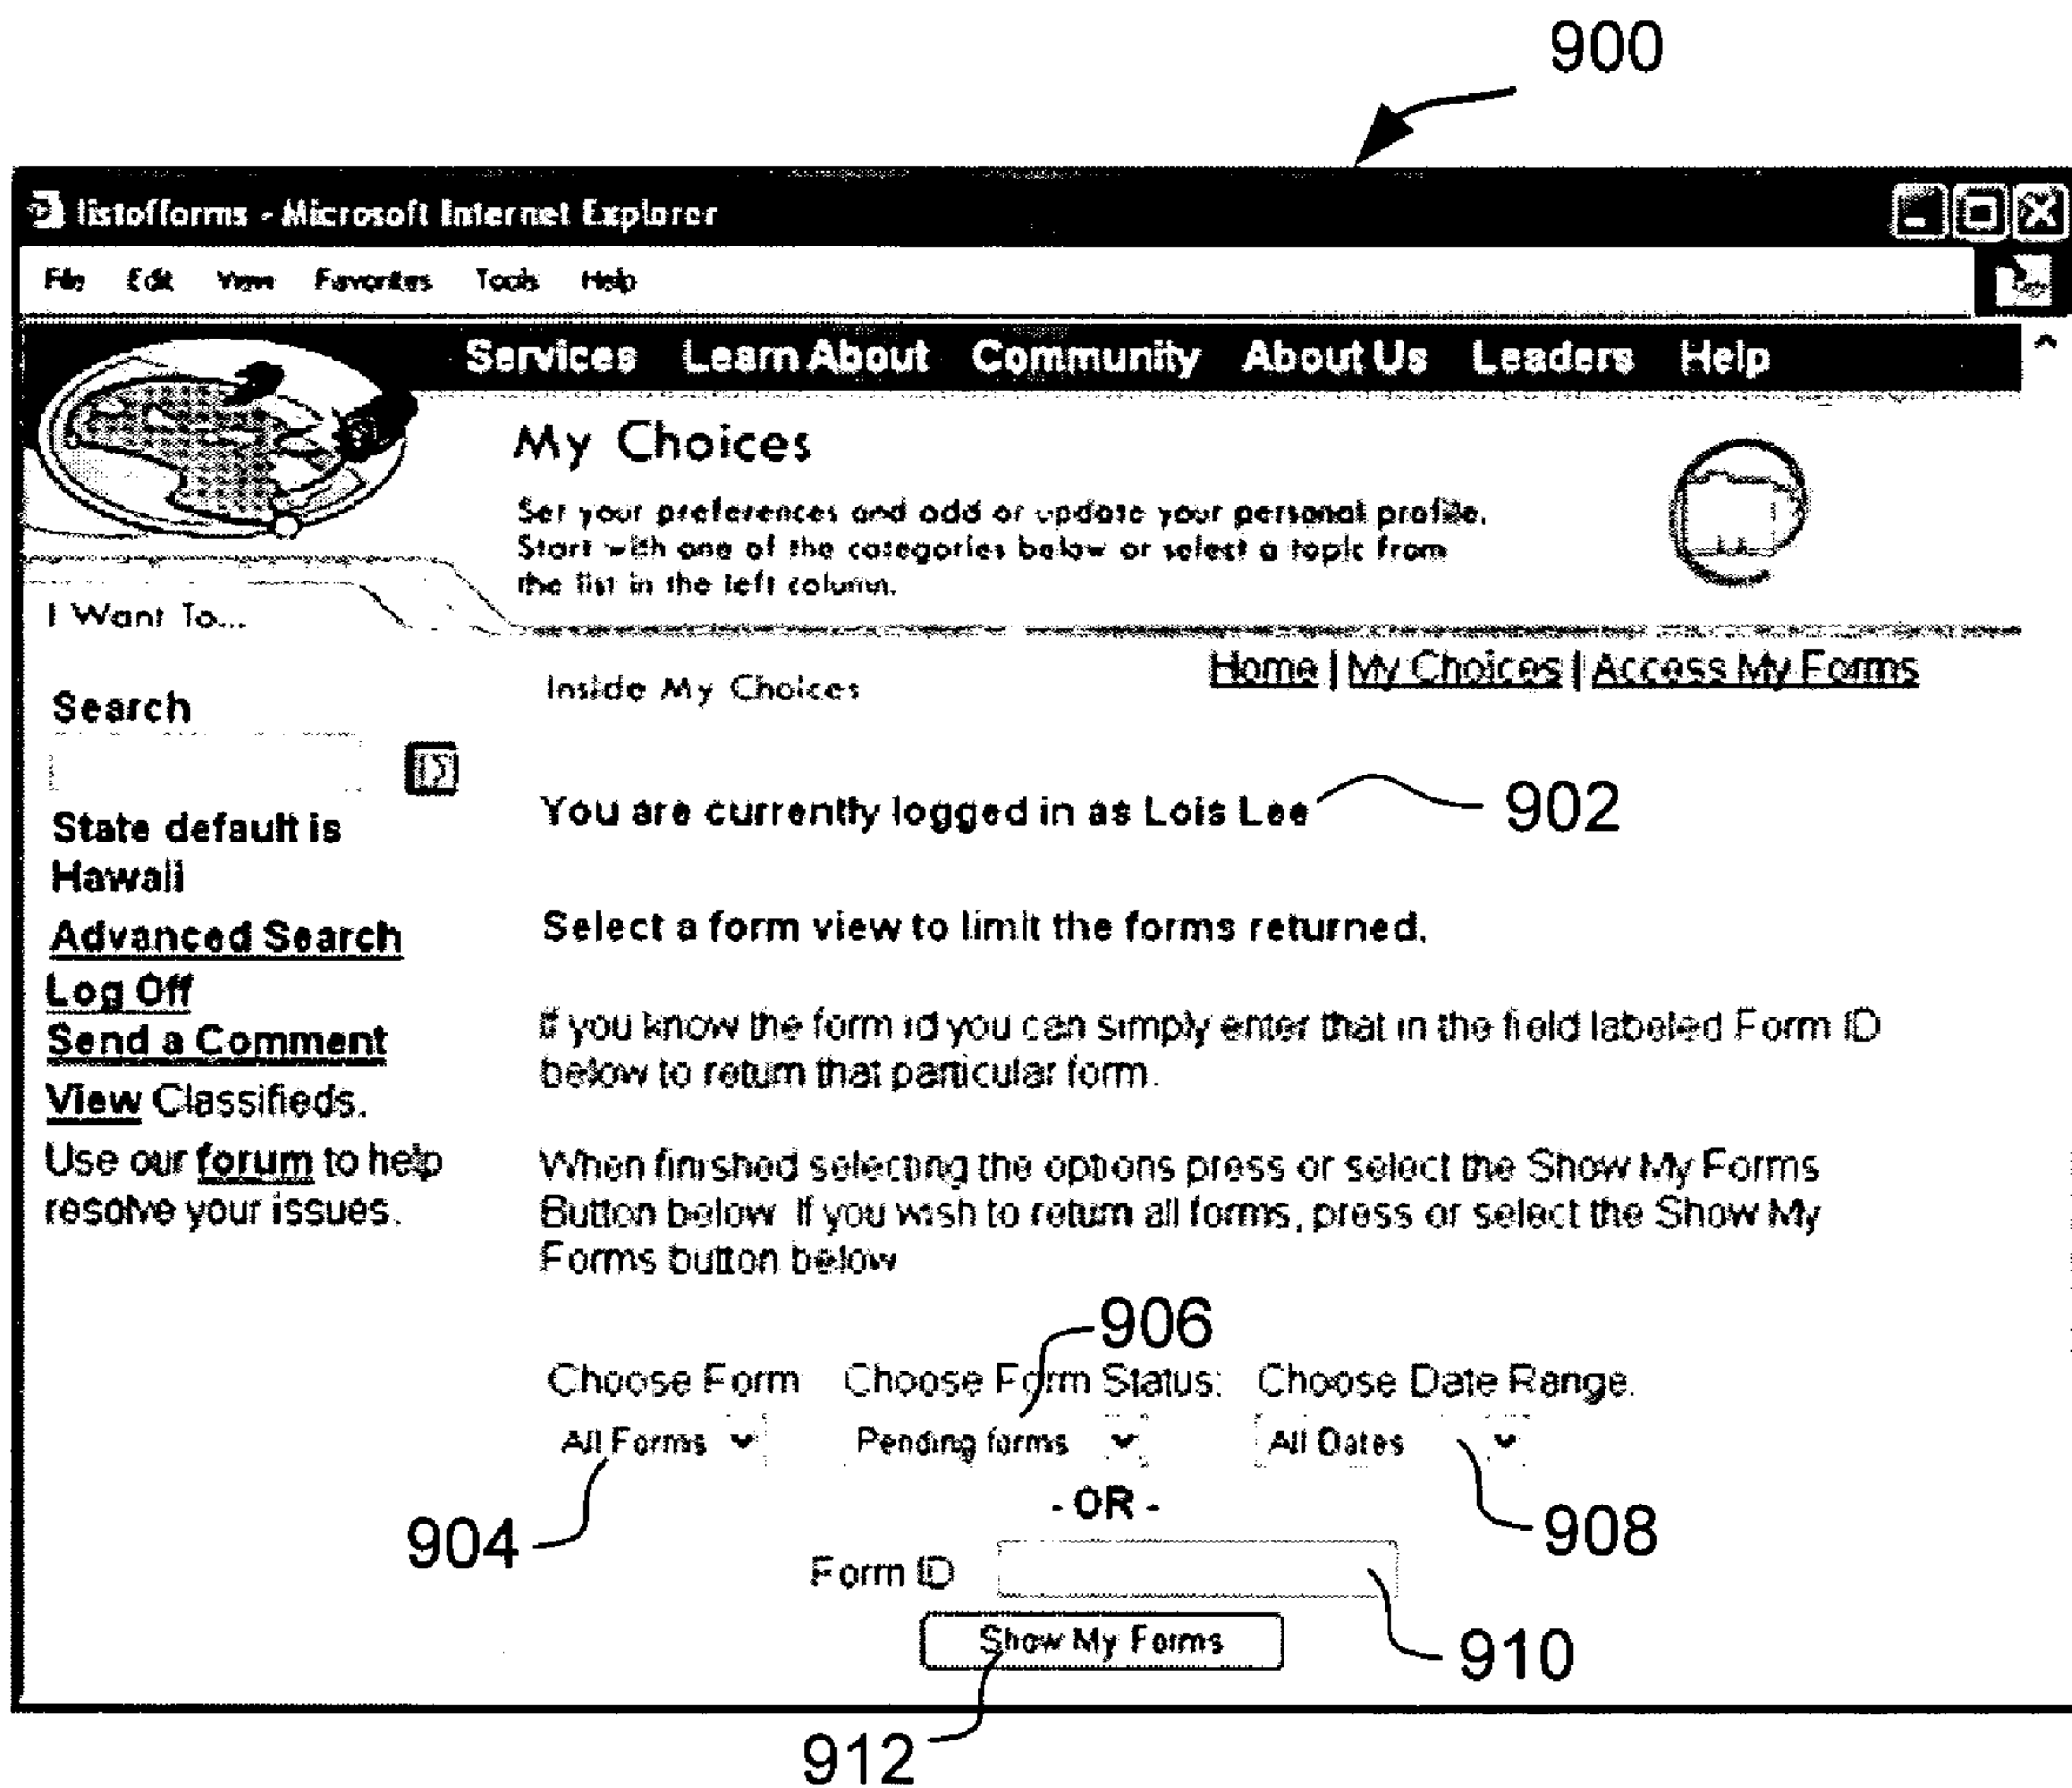 900
listofforms - Microsoft Internet Explorer
File Edit View Favorites Tools Help
Services Learn About Community About Us Leaders Help
My Choices
Set your preferences and add or update your personal profile.
Start with one of the categories below or select a topic from
the list in the left column.
I Want To...
Home | My Choices | Access My Forms
Inside My Choices
Search
State default is
Hawaii
Advanced Search
Log Off
Send a Comment
View Classifieds.
Use our forum to help
resolve your issues.
You are currently logged in as Lois Lee
902
Select a form view to limit the forms returned.
If you know the form id you can simply enter that in the field labeled Form ID
below to return that particular form.
When finished selecting the options press or select the Show My Forms
Button below. If you wish to return all forms, press or select the Show My
Forms button below
906
Choose Form Choose Form Status: Choose Date Range.
All Forms Pending forms All Dates
- OR -
904
908
Form ID
Show My Forms
910
912